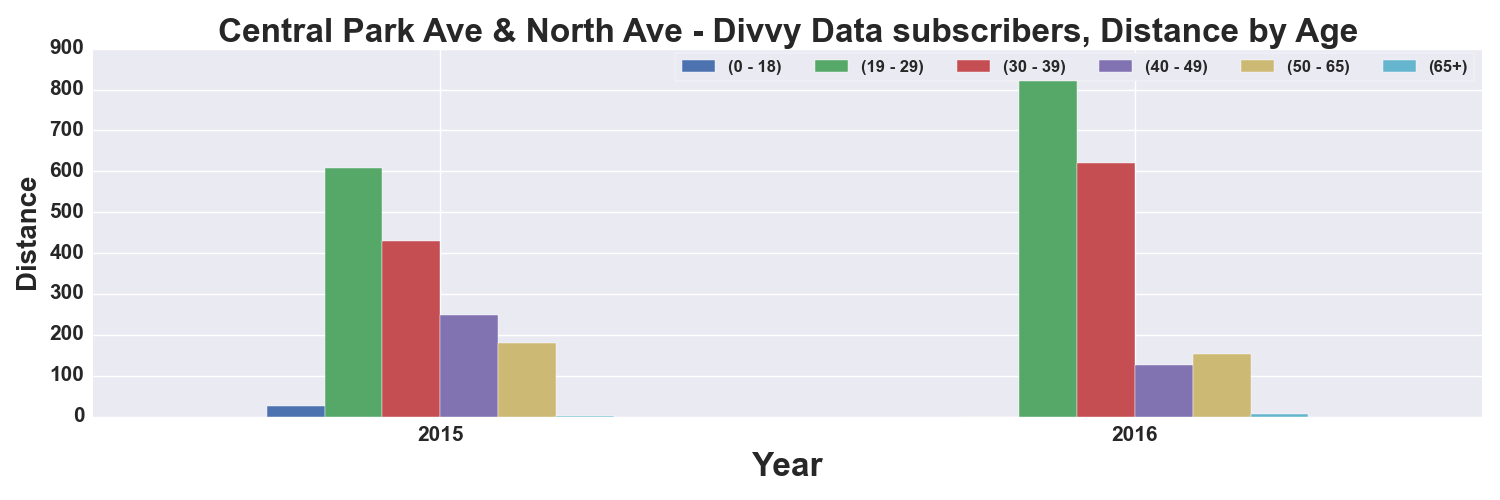 Central Park Ave & North Ave - Divvy Data subscribers, Distance by Age
(0 - 18) (19 - 29) (30 - 39) (40 - 49) (50 - 65) (65+)
Distance
900
800
700
600
500
400
300
200
100
0
2015 2016
Year